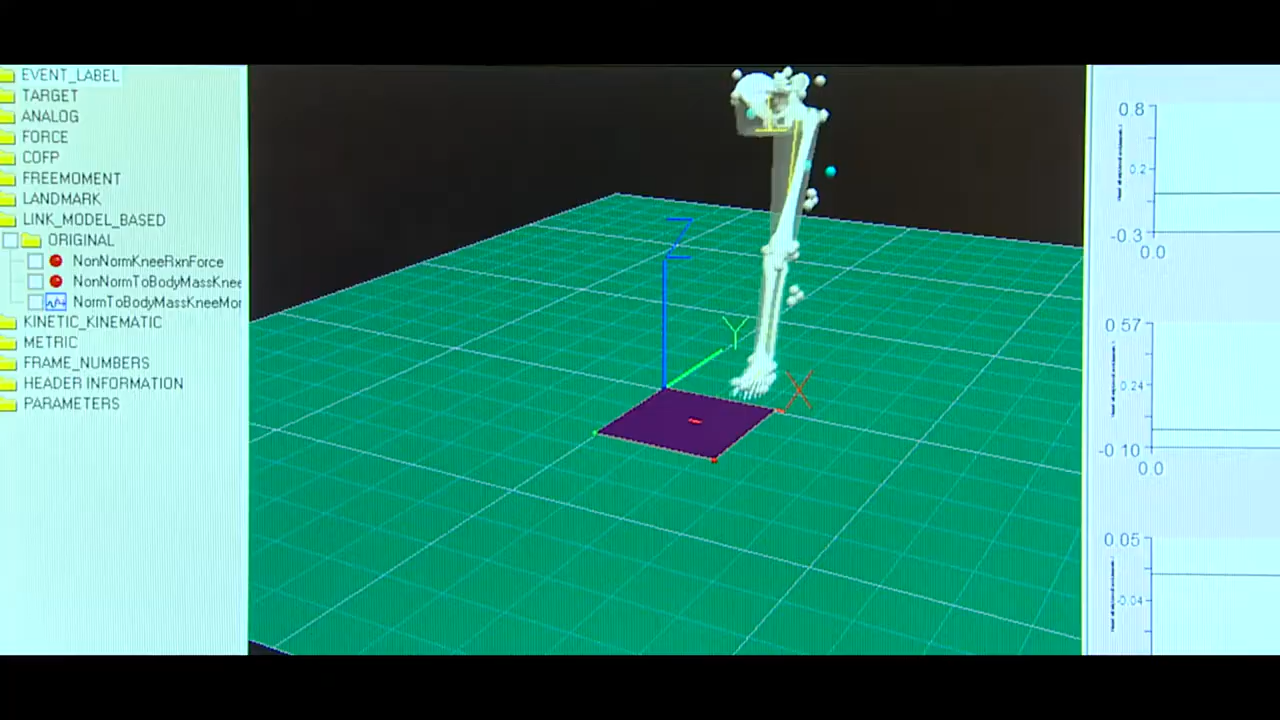 EVENT_LABEL
TARGET
ANALOG
FORCE
COFP
FREEMOMENT
LANDMARK
LINK_MODEL_BASED
ORIGINAL
NonNormKneeRxnForce
NonNormToBodyMassKnee
NormToBodyMassKneeMor
KINETIC_KINEMATIC
METRIC
FRAME_NUMBERS
HEADER INFORMATION
PARAMETERS
Z
Y
X
0.8
0.2
-0.3
0.0
0.57
0.24
-0.10
0.0
0.05
-0.04